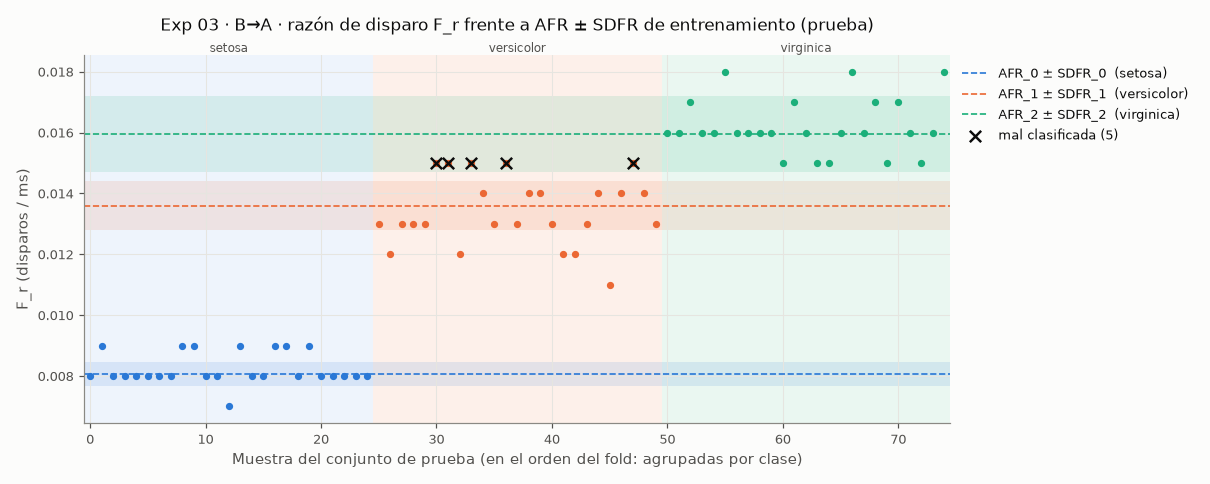 Exp 03 · B→A · razón de disparo F_r frente a AFR ± SDFR de entrenamiento (prueba)
setosa
versicolor
virginica
F_r (disparos / ms)
0.018
0.016
0.014
0.012
0.010
0.008
0
10
20
30
40
50
60
70
Muestra del conjunto de prueba (en el orden del fold: agrupadas por clase)
AFR_0 ± SDFR_0 (setosa)
AFR_1 ± SDFR_1 (versicolor)
AFR_2 ± SDFR_2 (virginica)
mal clasificada (5)